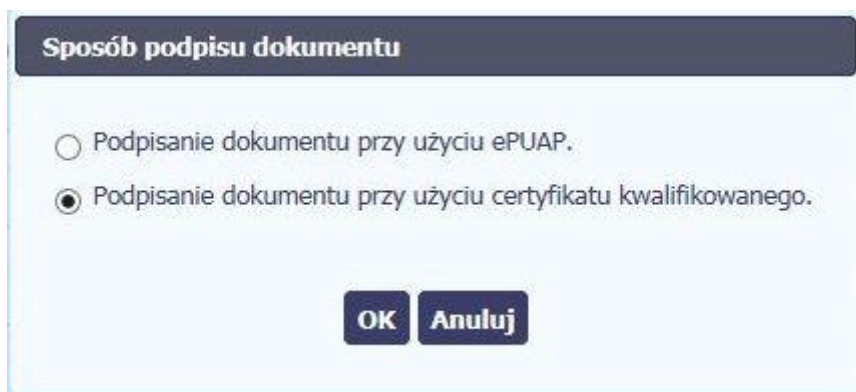 Sposób podpisu dokumentu
Podpisanie dokumentu przy użyciu ePUAP.
Podpisanie dokumentu przy użyciu certyfikatu kwalifikowanego.
OK Anuluj